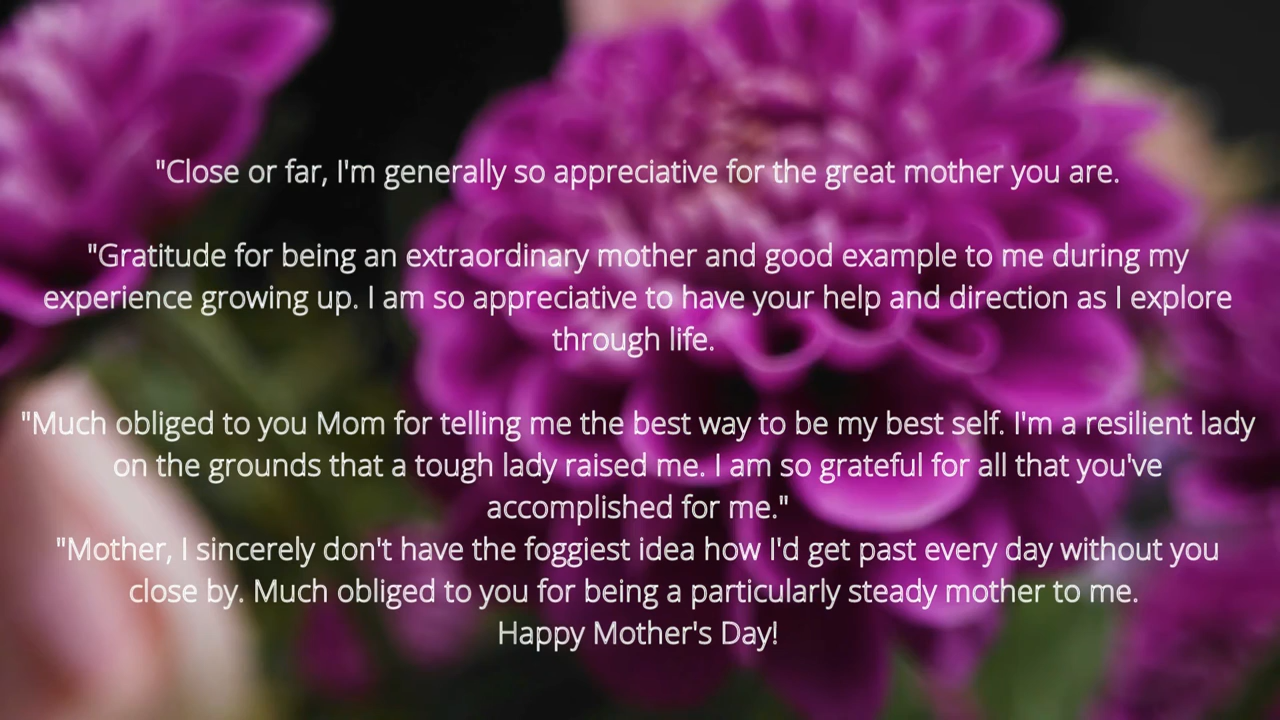 "Close or far, I'm generally so appreciative for the great mother you are.
"Gratitude for being an extraordinary mother and good example to me during my
experience growing up. I am so appreciative to have your help and direction as I explore
through life.
"Much obliged to you Mom for telling me the best way to be my best self. I'm a resilient lady
on the grounds that a tough lady raised me. I am so grateful for all that you've
accomplished for me."
"Mother, I sincerely don't have the foggiest idea how I'd get past every day without you
close by. Much obliged to you for being a particularly steady mother to me.
Happy Mother's Day!